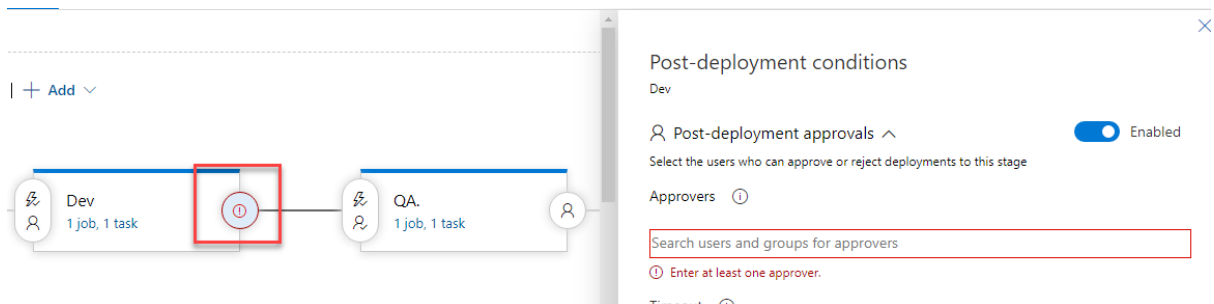 Post-deployment conditions
Dev
Add
Post-deployment approvals
Enabled
Select the users who can approve or reject deployments to this stage
Dev
1 job, 1 task
QA.
1 job, 1 task
Approvers
Search users and groups for approvers
Enter at least one approver.